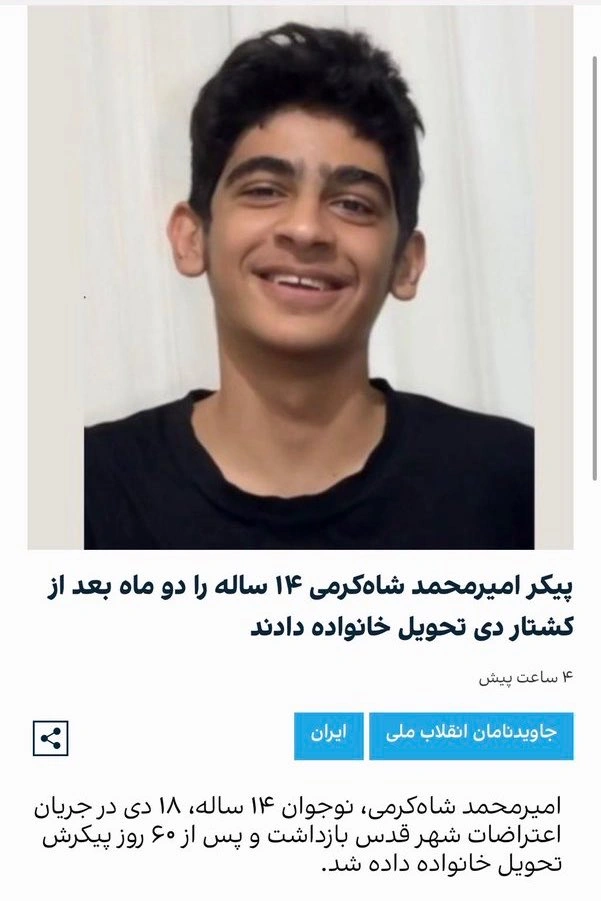 پیکر امیرمحمد شاه‌کرمی ۱۴ ساله را دو ماه بعد از
کشتار دی تحویل خانواده دادند
۴ ساعت پیش
جاویدنامان انقلاب ملی
ایران
امیرمحمد شاه‌کرمی، نوجوان ۱۴ ساله، ۱۸ دی در جریان
اعتراضات شهر قدس بازداشت و پس از ۶۰ روز پیکرش
تحویل خانواده داده شد.